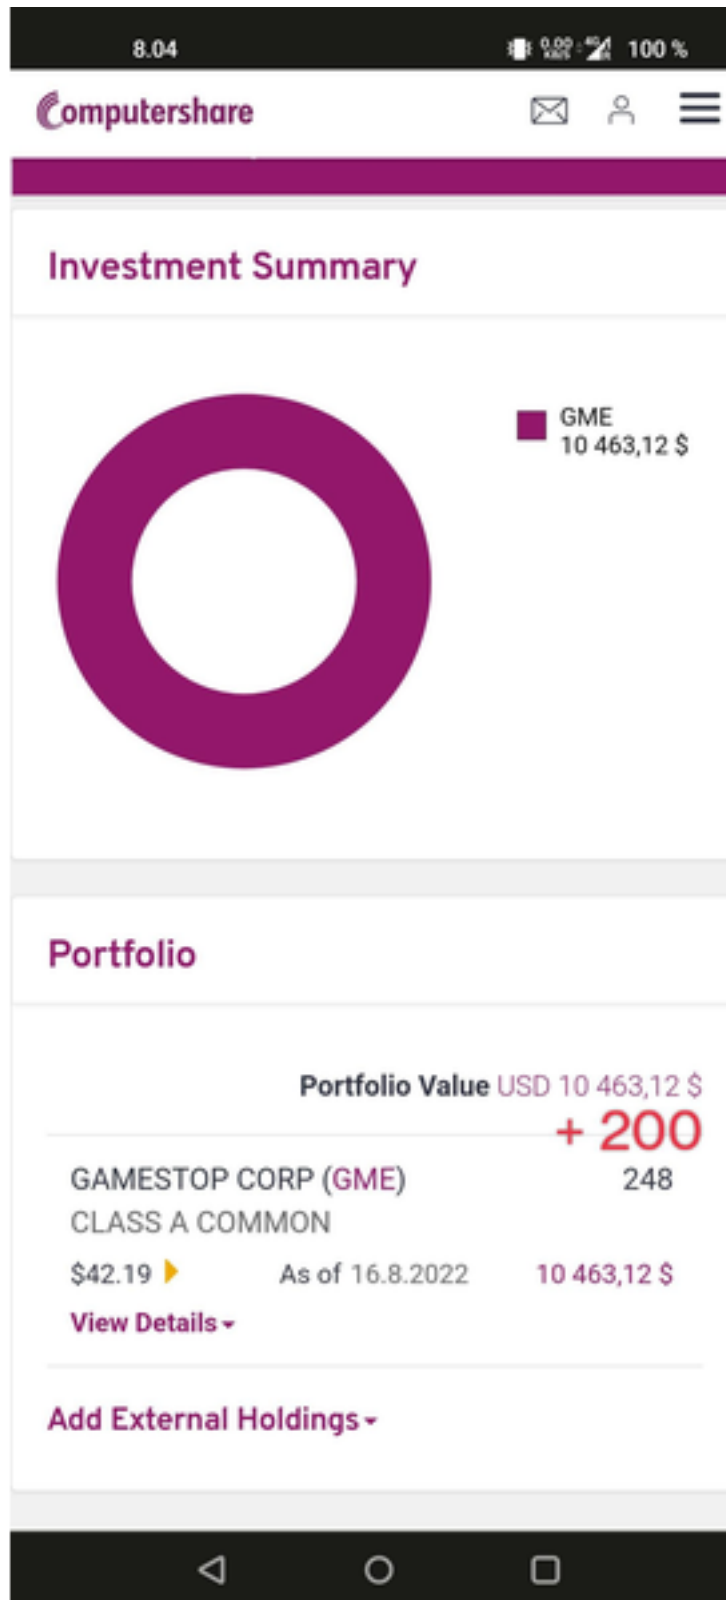 8.04 100 %
Computershare
Investment Summary
GME
10 463,12 $
Portfolio
Portfolio Value USD 10 463,12 $
+ 200
GAMESTOP CORP (GME) 248
CLASS A COMMON
$42.19 As of 16.8.2022 10 463,12 $
View Details
Add External Holdings